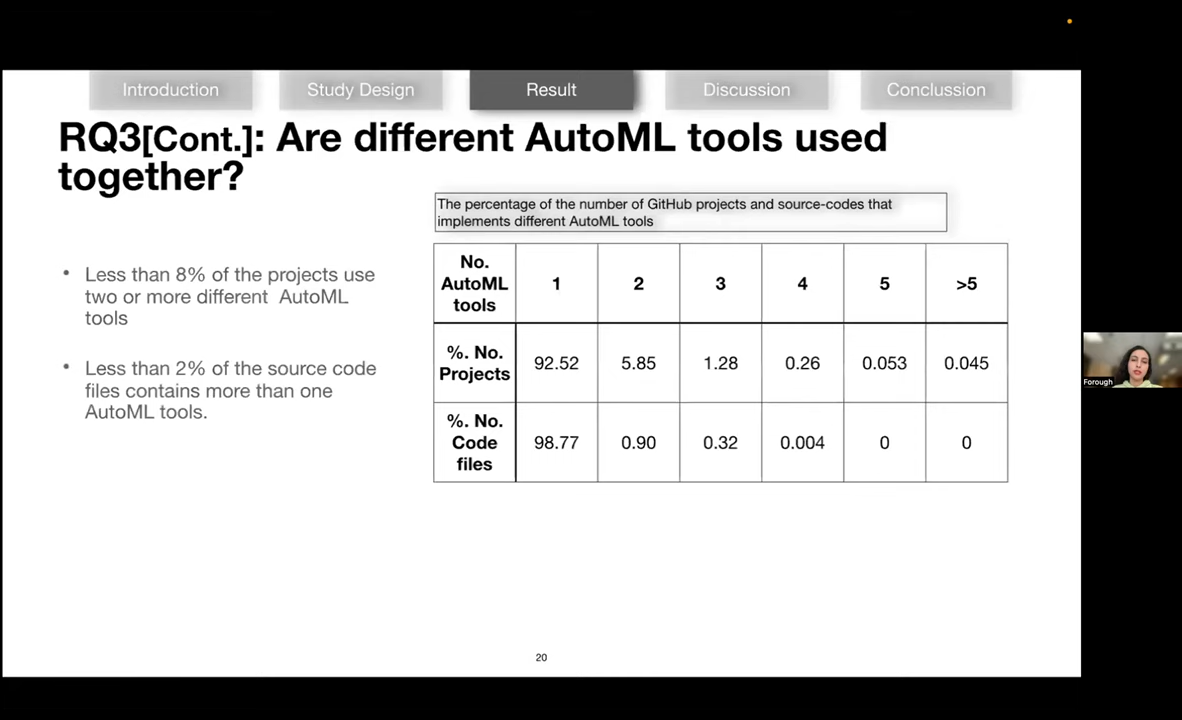 Introduction
Study Design
Result
Discussion
Conclussion
RQ3[Cont.]: Are different AutoML tools used
together?
The percentage of the number of GitHub projects and source-codes that
implements different AutoML tools
• Less than 8% of the projects use
two or more different AutoML
tools
• Less than 2% of the source code
files contains more than one
AutoML tools.
No.
AutoML
tools
1
2
3
4
5
>5
%. No.
Projects
92.52
5.85
1.28
0.26
0.053
0.045
%. No.
Code
files
98.77
0.90
0.32
0.004
0
0
Forough
20